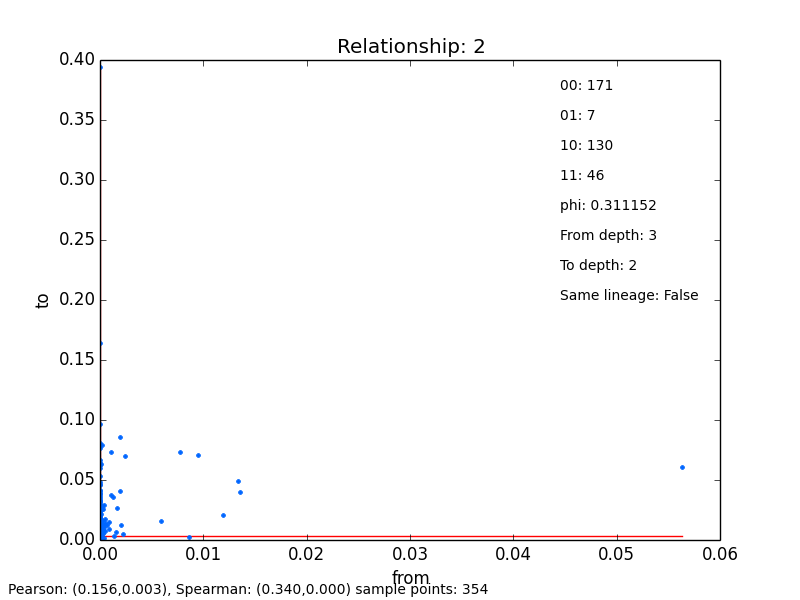 Relationship: 2
0.40
0.35
0.30
0.25
0.20
0.15
0.10
0.05
0.00
to
00: 171
01: 7
10: 130
11: 46
phi: 0.311152
From depth: 3
To depth: 2
Same lineage: False
0.00 0.01 0.02 0.03 0.04 0.05 0.06
from
Pearson: (0.156,0.003), Spearman: (0.340,0.000) sample points: 354